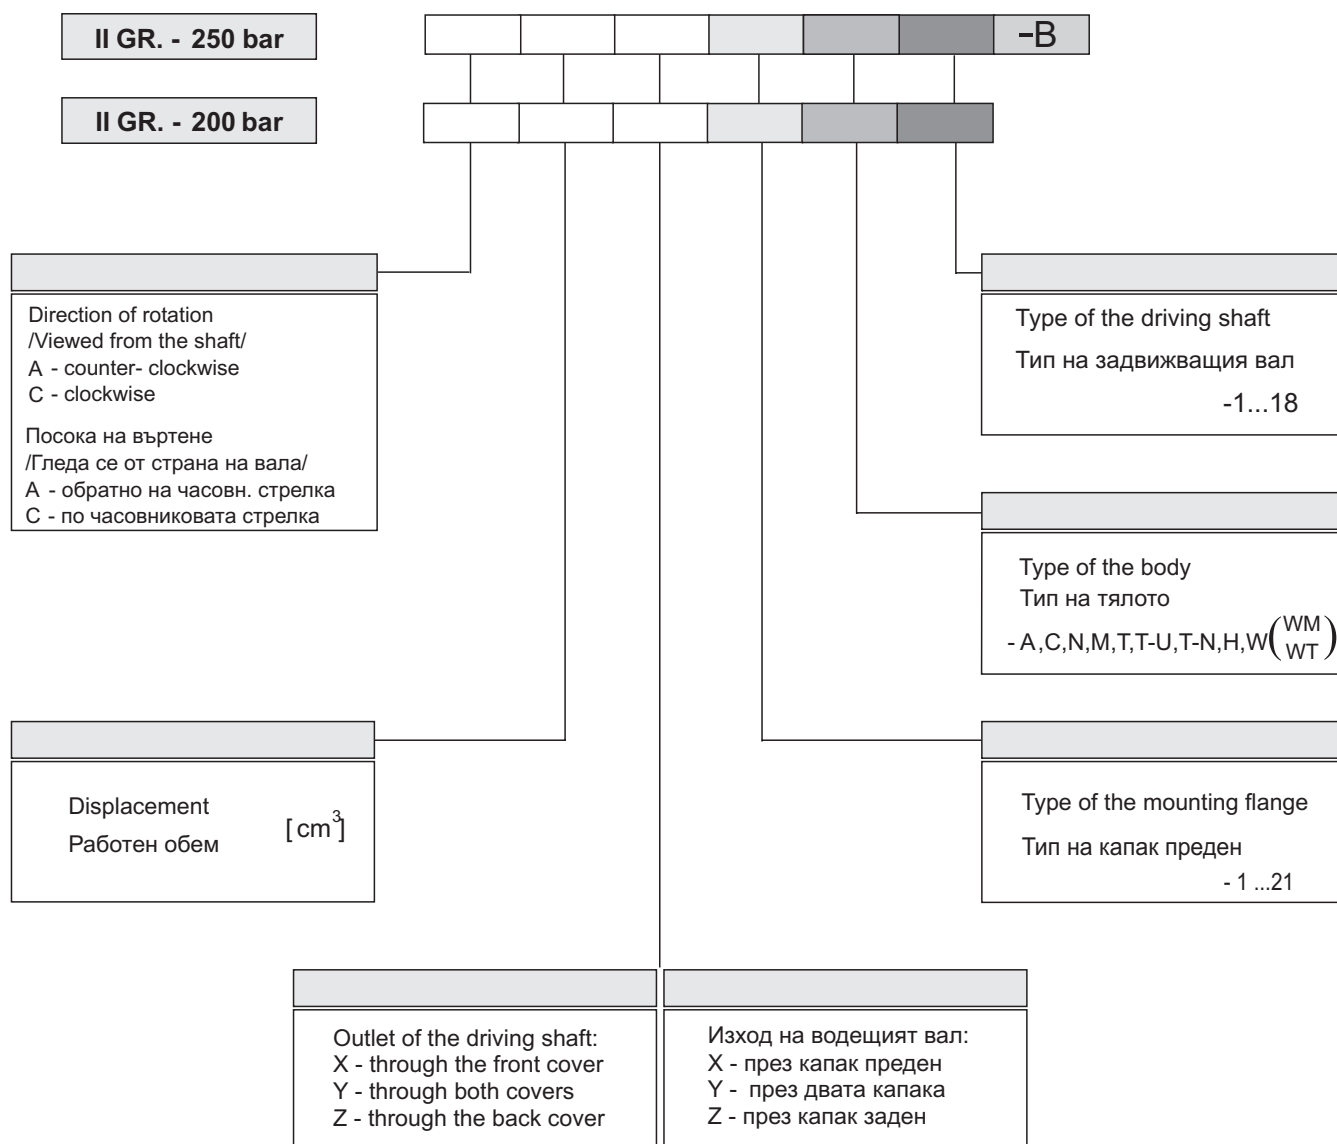 II GR. - 250 bar
-B
II GR. - 200 bar
Direction of rotation
/Viewed from the shaft/
A - counter- clockwise
C - clockwise
Посока на въртене
/Гледа се от страна на вала/
А - обратно на часовн. стрелка
С - по часовниковата стрелка
Type of the driving shaft
Тип на задвижващия вал
-1...18
Type of the body
Тип на тялото
- A,C,N,M,T,T-U,T-N,H,W(WM
WT)
Displacement
Работен обем
[cm³]
Type of the mounting flange
Тип на капак преден
- 1 ...21
Outlet of the driving shaft:
X - through the front cover
Y - through both covers
Z - through the back cover
Изход на водещият вал:
X - през капак преден
Y - през двата капака
Z - през капак заден